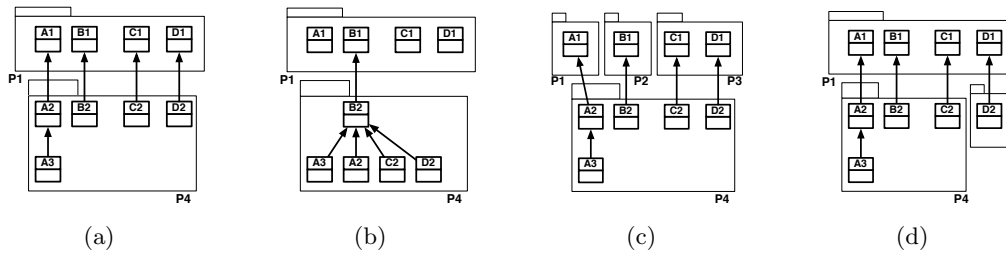 A1 B1 C1 D1
P1
A2 B2 C2 D2
A3
P4
(a)
A1 B1 C1 D1
P1
B2
A3 A2 C2 D2
P4
(b)
A1 B1 C1 D1
P1 P2 P3
A2 B2 C2 D2
A3
P4
(c)
A1 B1 C1 D1
P1
A2 B2 C2 D2
A3
P4
(d)